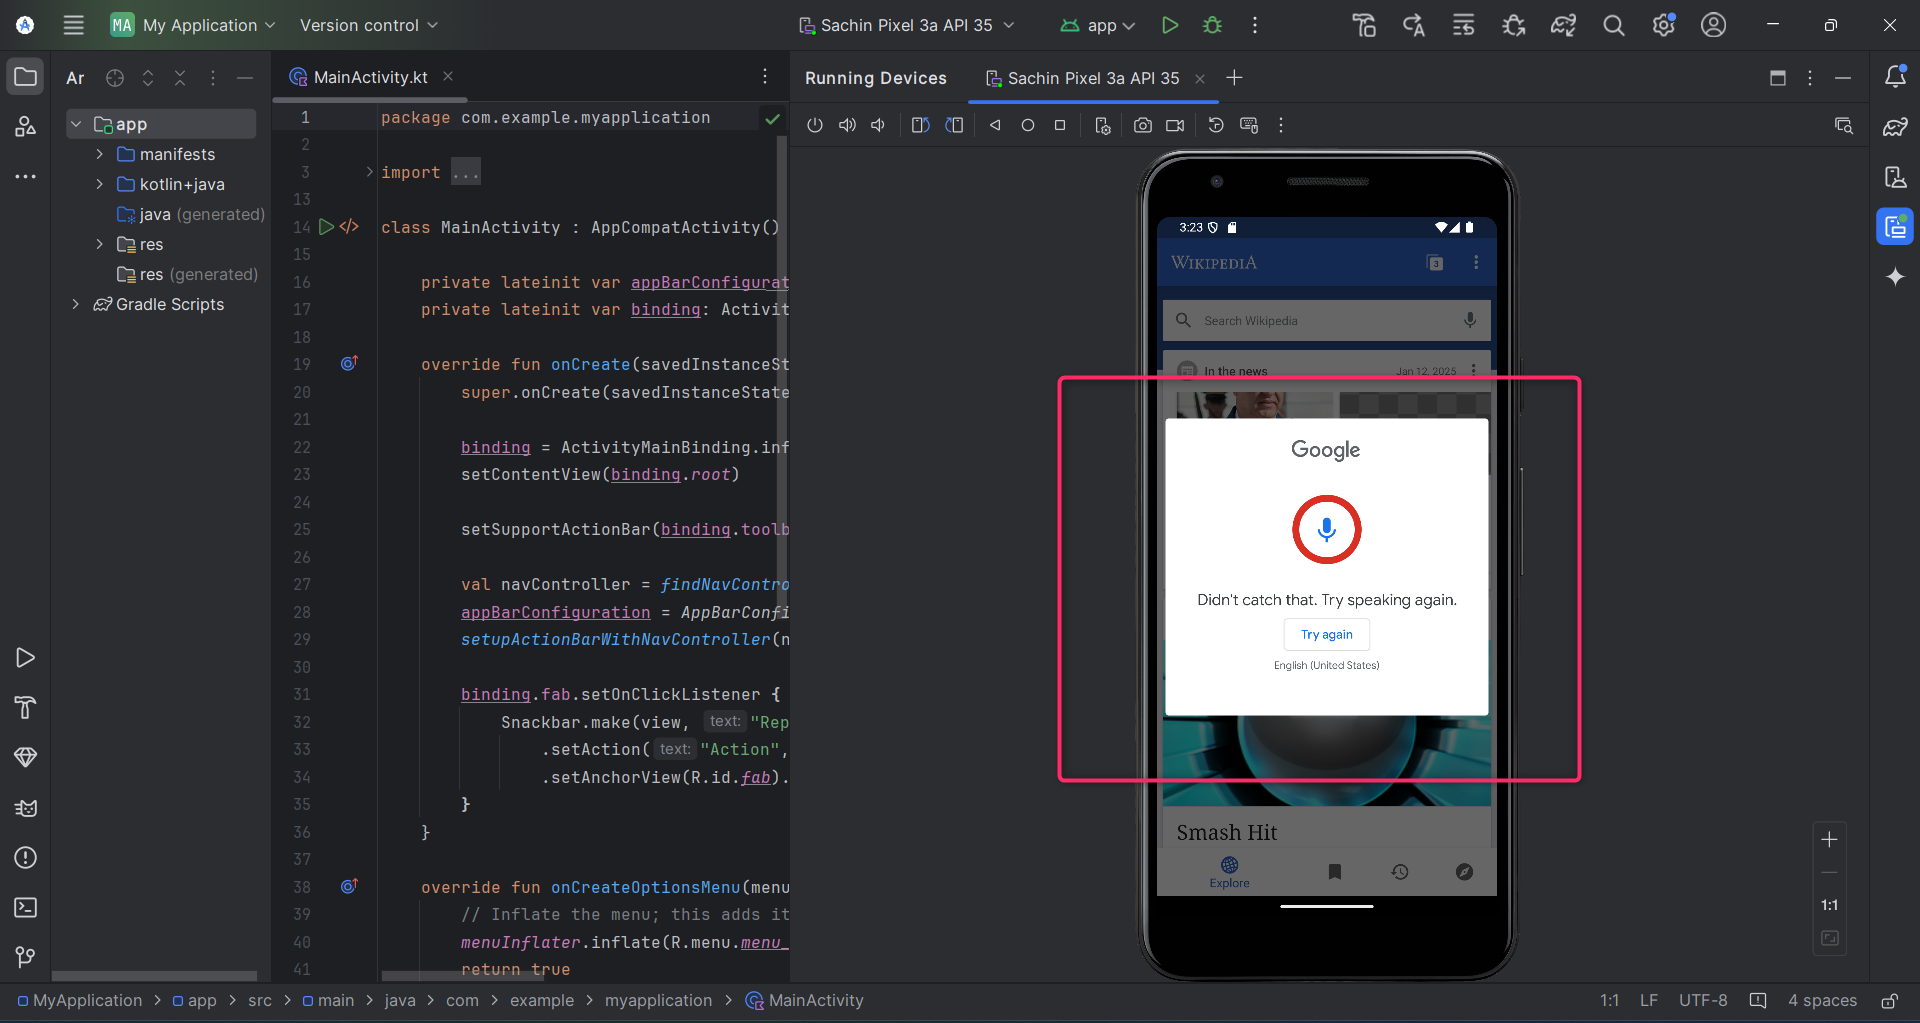 MA My Application Version control Sachin Pixel 3a API 35 app
Ar
app
manifests
kotlin+java
java (generated)
res
res (generated)
Gradle Scripts
MainActivity.kt
1 package com.example.myapplication
2
3 import ...
13
14 class MainActivity : AppCompatActivity()
15
16 private lateinit var appBarConfigurat
17 private lateinit var binding: Activit
18
19 override fun onCreate(savedInstanceSt
20 super.onCreate(savedInstanceState
21
22 binding = ActivityMainBinding.inf
23 setContentView(binding.root)
24
25 setSupportActionBar(binding.toolb
26
27 val navController = findNavContro
28 appBarConfiguration = AppBarConfi
29 setupActionBarWithNavController(n
30
31 binding.fab.setOnClickListener {
32 Snackbar.make(view, text: "Rep
33 .setAction( text: "Action",
34 .setAnchorView(R.id.fab).
35 }
36 }
37
38 override fun onCreateOptionsMenu(menu
39 // Inflate the menu; this adds it
40 menuInflater.inflate(R.menu.menu_
41 return true
Running Devices Sachin Pixel 3a API 35
3:23
WIKIPEDIA 3
Search Wikipedia
In the news Jan 12, 2025
Google
Didn't catch that. Try speaking again.
Try again
English (United States)
Smash Hit
Explore
1:1
MyApplication > app > src > main > java > com > example > myapplication > MainActivity
1:1 LF UTF-8 4 spaces